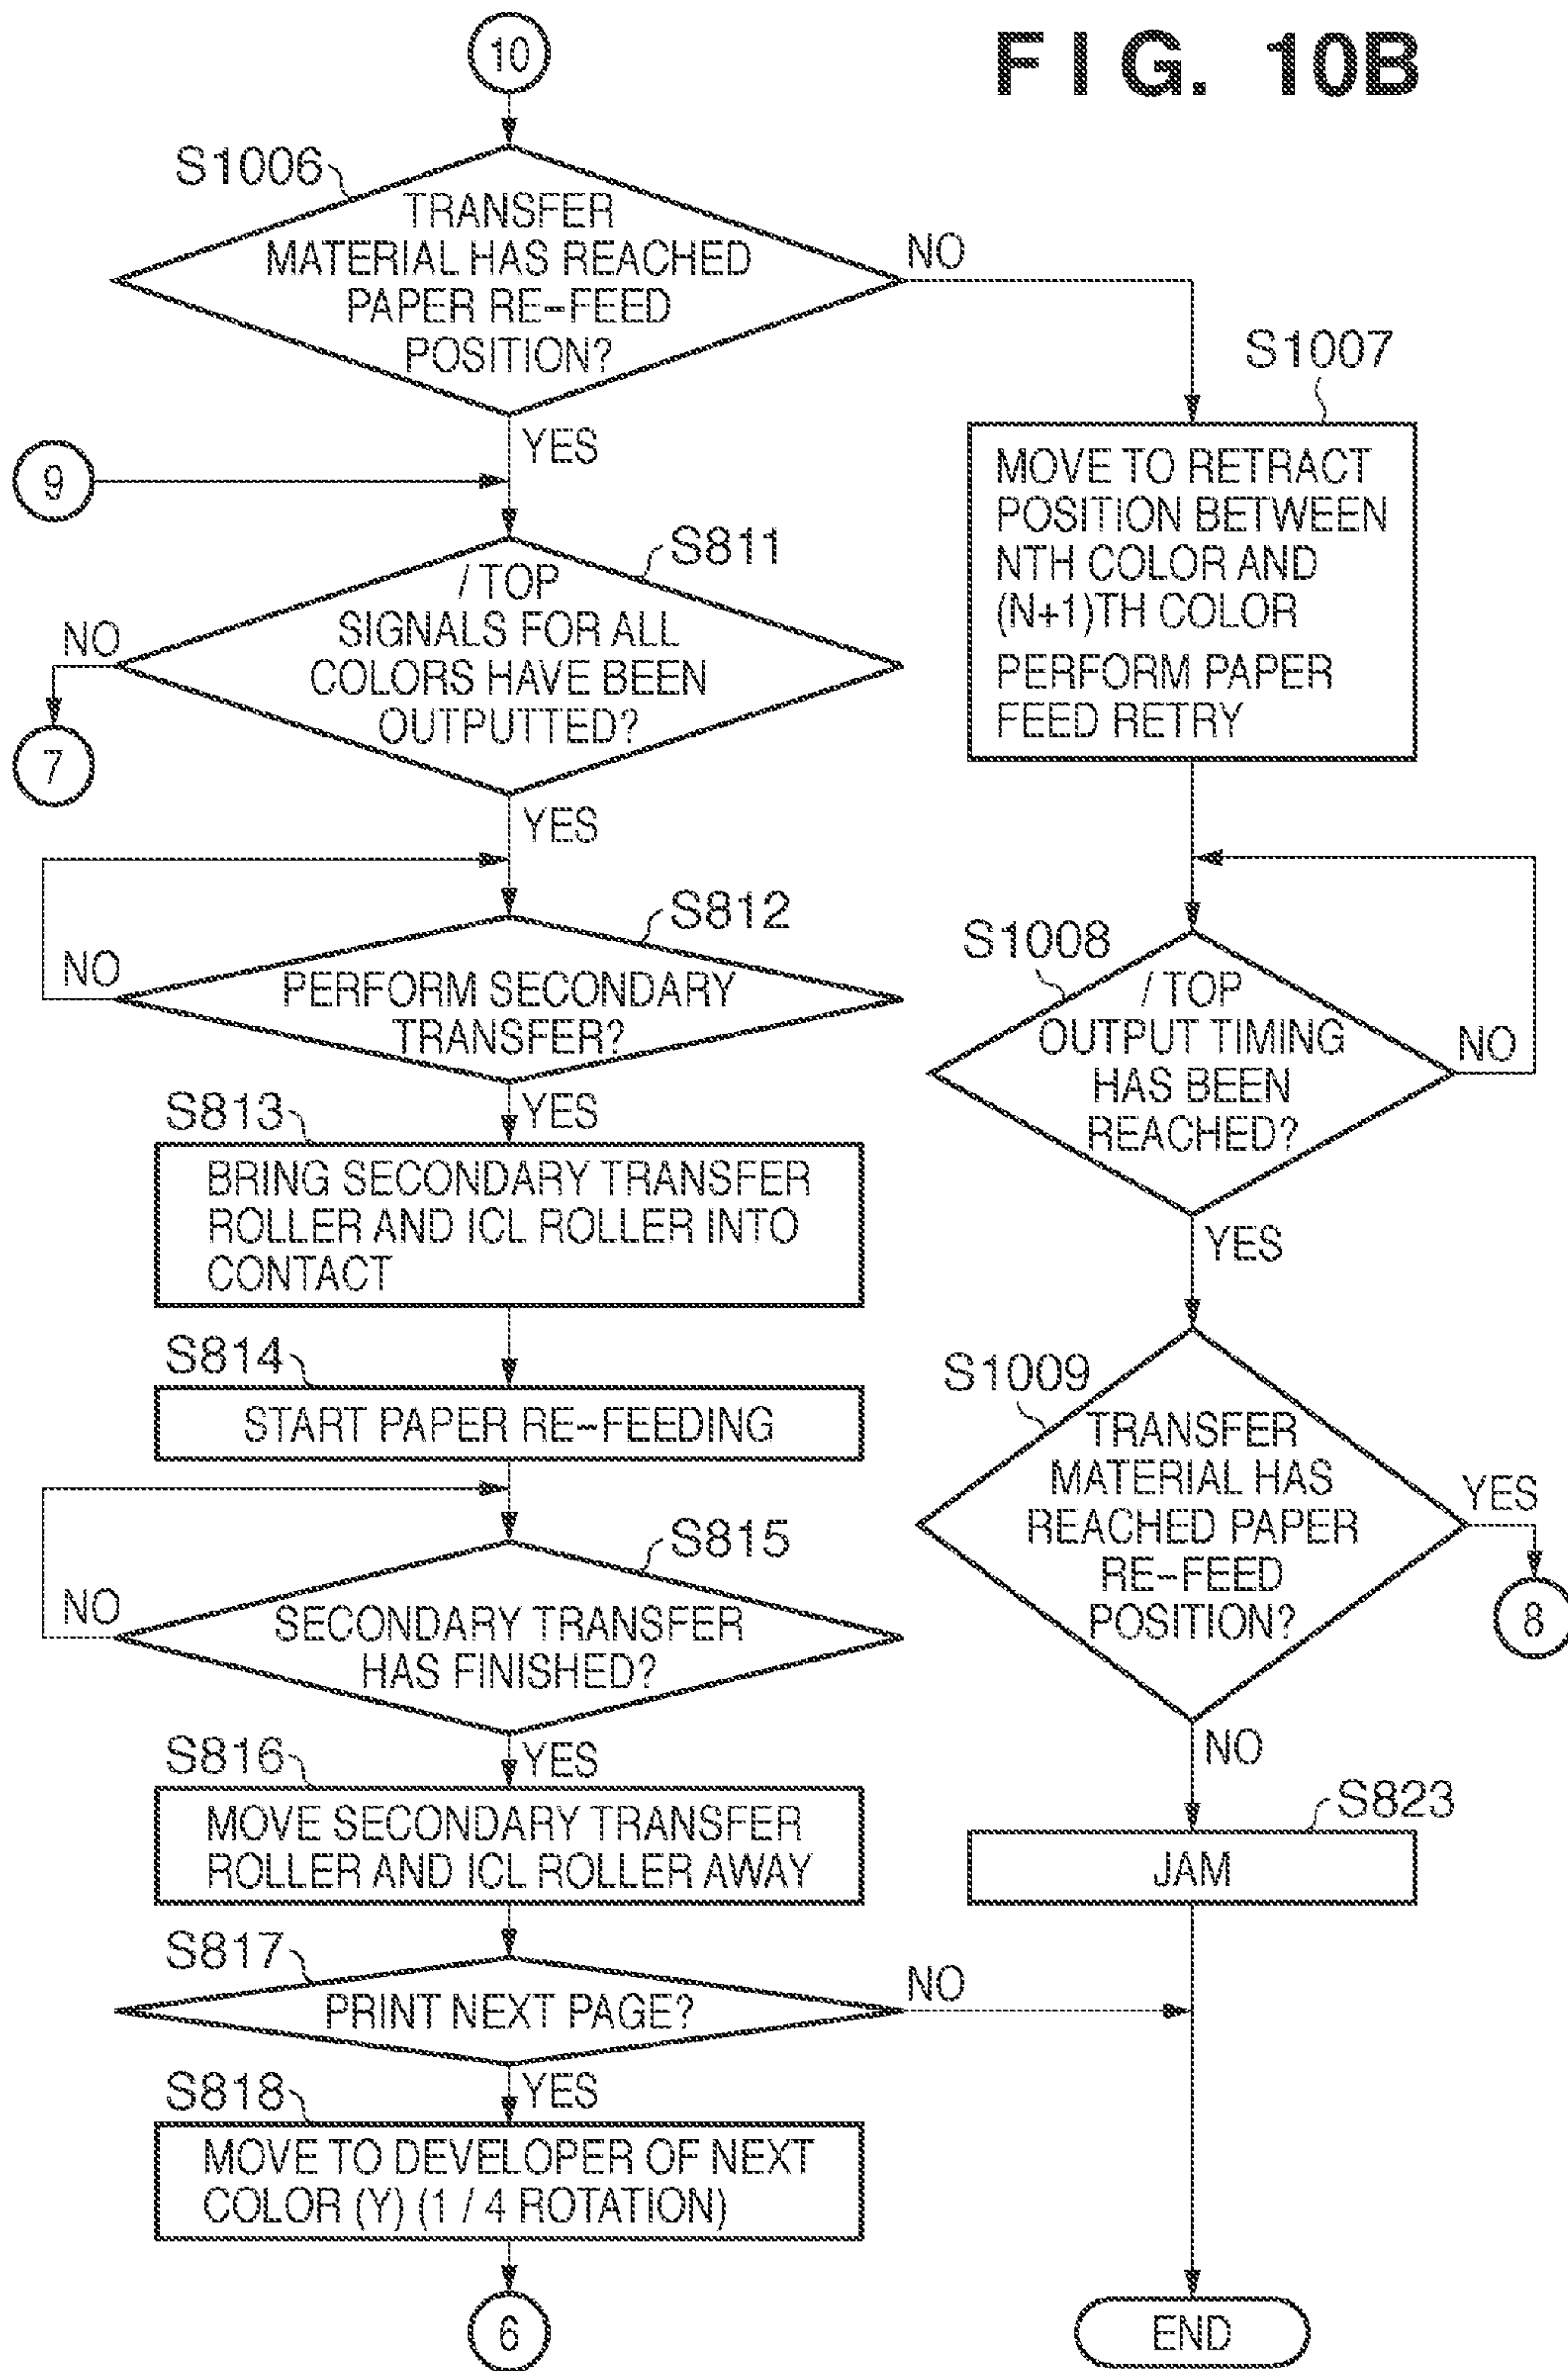 FIG. 10B
10
S1006
TRANSFER
MATERIAL HAS REACHED
PAPER RE-FEED
POSITION?
NO
YES
9
S811
/ TOP
SIGNALS FOR ALL
COLORS HAVE BEEN
OUTPUTTED?
NO
7
YES
S812
PERFORM SECONDARY
TRANSFER?
NO
YES
S813
BRING SECONDARY TRANSFER
ROLLER AND ICL ROLLER INTO
CONTACT
S814
START PAPER RE-FEEDING
S815
SECONDARY TRANSFER
HAS FINISHED?
NO
YES
S816
MOVE SECONDARY TRANSFER
ROLLER AND ICL ROLLER AWAY
S817
PRINT NEXT PAGE?
NO
YES
S818
MOVE TO DEVELOPER OF NEXT
COLOR (Y) (1 / 4 ROTATION)
6
S1007
MOVE TO RETRACT
POSITION BETWEEN
NTH COLOR AND
(N+1)TH COLOR
PERFORM PAPER
FEED RETRY
S1008
/ TOP
OUTPUT TIMING
HAS BEEN
REACHED?
NO
YES
S1009
TRANSFER
MATERIAL HAS
REACHED PAPER
RE-FEED
POSITION?
YES
8
NO
S823
JAM
END